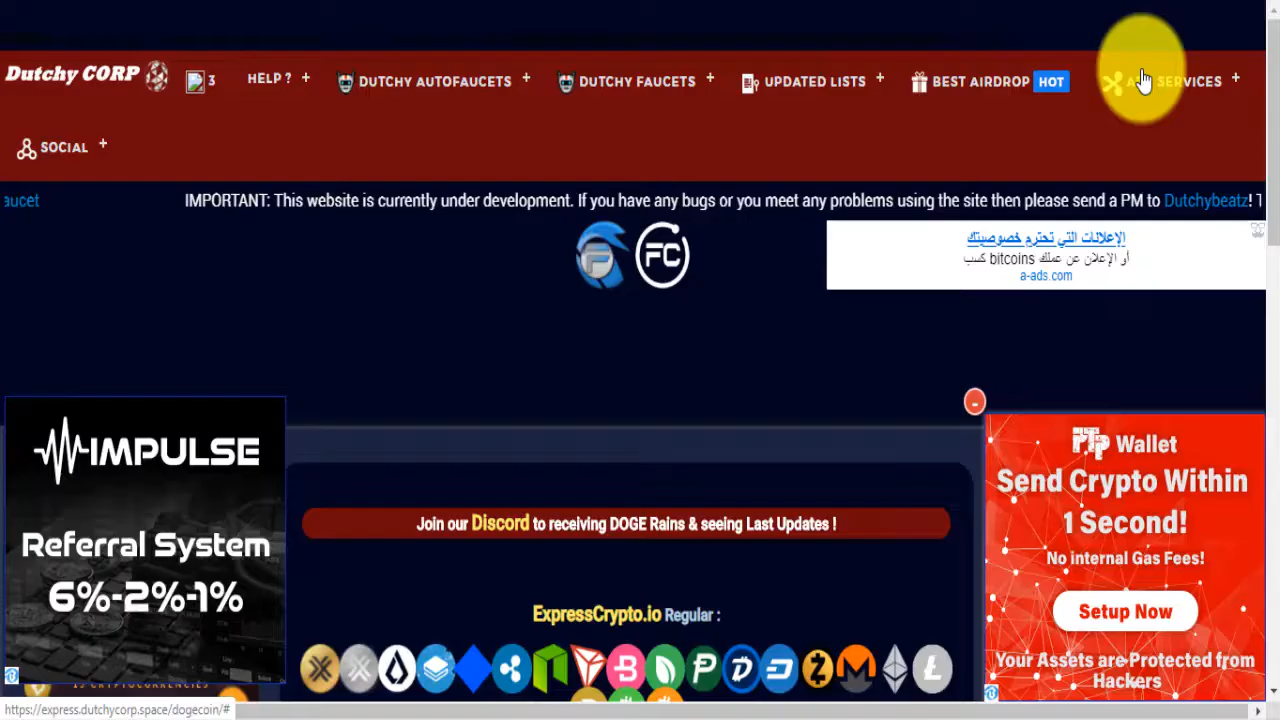 Dutchy CORP
3
HELP ? +
DUTCHY AUTOFAUCETS +
DUTCHY FAUCETS +
UPDATED LISTS +
BEST AIRDROP HOT
SERVICES +
SOCIAL +
aucet
IMPORTANT: This website is currently under development. If you have any bugs or you meet any problems using the site then please send a PM to Dutchybeatz! T
FC
الإعلانات التي تحترم خصوصيتك
أو الإعلان عن عملك bitcoins كسب
a-ads.com
IMPULSE
Referral System
6%-2%-1%
Join our Discord to receiving DOGE Rains & seeing Last Updates !
ExpressCrypto.io Regular :
PTP Wallet
Send Crypto Within
1 Second!
No internal Gas Fees!
Setup Now
Your Assets are Protected from
Hackers
15 CRYPTOCURRENCIES
https://express.dutchycorp.space/dogecoin/#